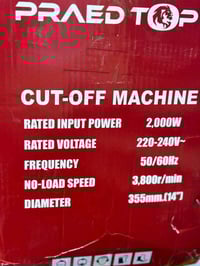 PRAED TOP
CUT-OFF MACHINE
RATED INPUT POWER 2,000W
RATED VOLTAGE 220-240V~
FREQUENCY 50/60Hz
NO-LOAD SPEED 3,800r/min
DIAMETER 355mm.(14")